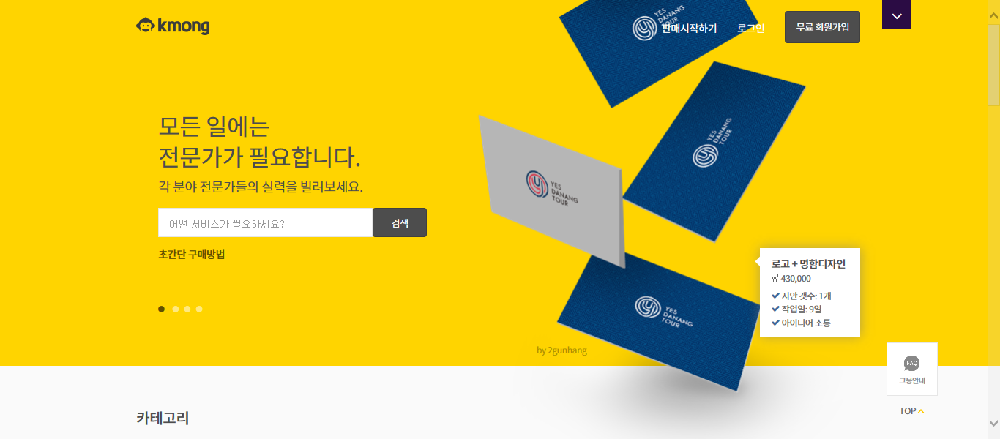 kmong
판매시작하기
로그인
무료 회원가입
YES
DANANG
TOUR
YES
DANANG
TOUR
모든 일에는
전문가가 필요합니다.
각 분야 전문가들의 실력을 빌려보세요.
어떤 서비스가 필요하세요?
검색
초간단 구매방법
YES
DANANG
TOUR
로고 + 명함디자인
₩ 430,000
시안 갯수: 1개
작업일: 9일
아이디어 소통
YES
DANANG
TOUR
by 2gunhang
FAQ
크몽안내
TOP
카테고리